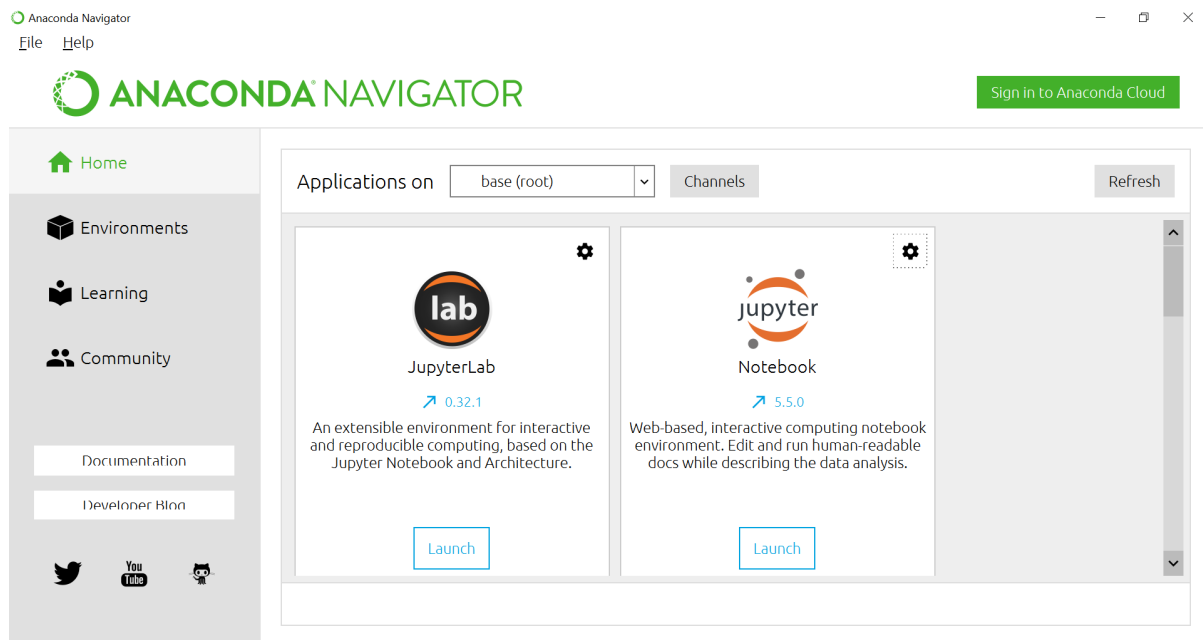 Anaconda Navigator
File Help
ANACONDA NAVIGATOR
Sign in to Anaconda Cloud
Home
Environments
Learning
Community
Documentation
Developer Blog
You
Tube
Applications on base (root) Channels Refresh
lab
JupyterLab
0.32.1
An extensible environment for interactive
and reproducible computing, based on the
Jupyter Notebook and Architecture.
Launch
jupyter
Notebook
5.5.0
Web-based, interactive computing notebook
environment. Edit and run human-readable
docs while describing the data analysis.
Launch